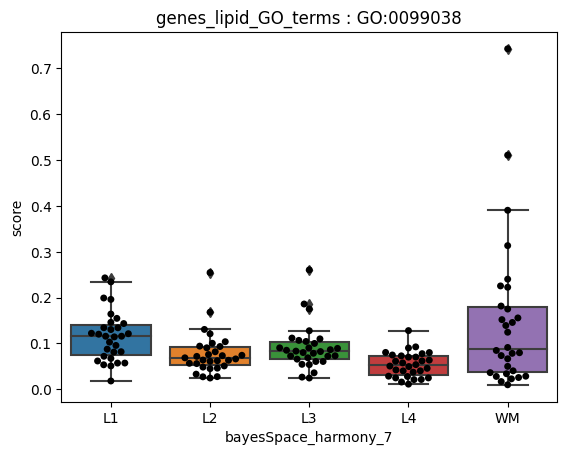 genes_lipid_GO_terms : GO:0099038
0.7
0.6
0.5
0.4
0.3
0.2
0.1
0.0
score
L1 L2 L3 L4 WM
bayesSpace_harmony_7